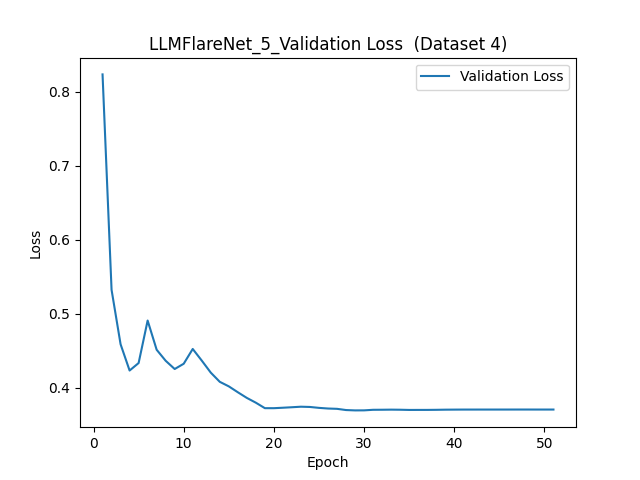 LLMFlareNet_5_Validation Loss  (Dataset 4)
Validation Loss
Loss
0.8
0.7
0.6
0.5
0.4
0 10 20 30 40 50
Epoch